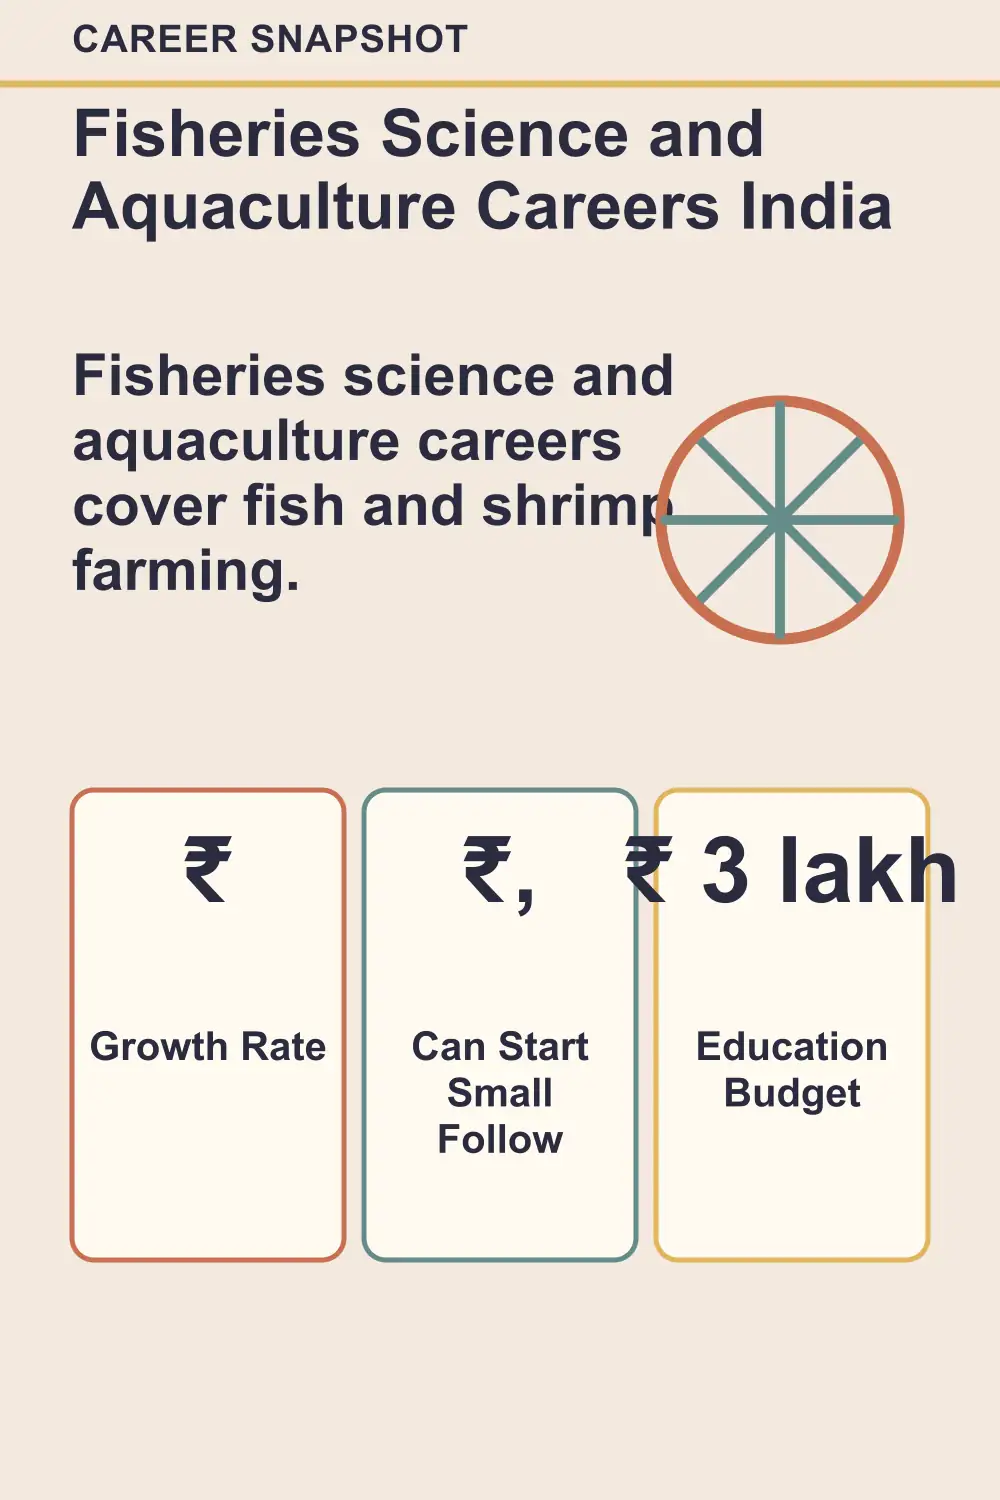 CAREER SNAPSHOT
Fisheries Science and
Aquaculture Careers India
Fisheries science and
aquaculture careers
cover fish and shrimp
farming.
₹
Growth Rate
₹,
Can Start
Small
Follow
₹ 3 lakh
Education
Budget